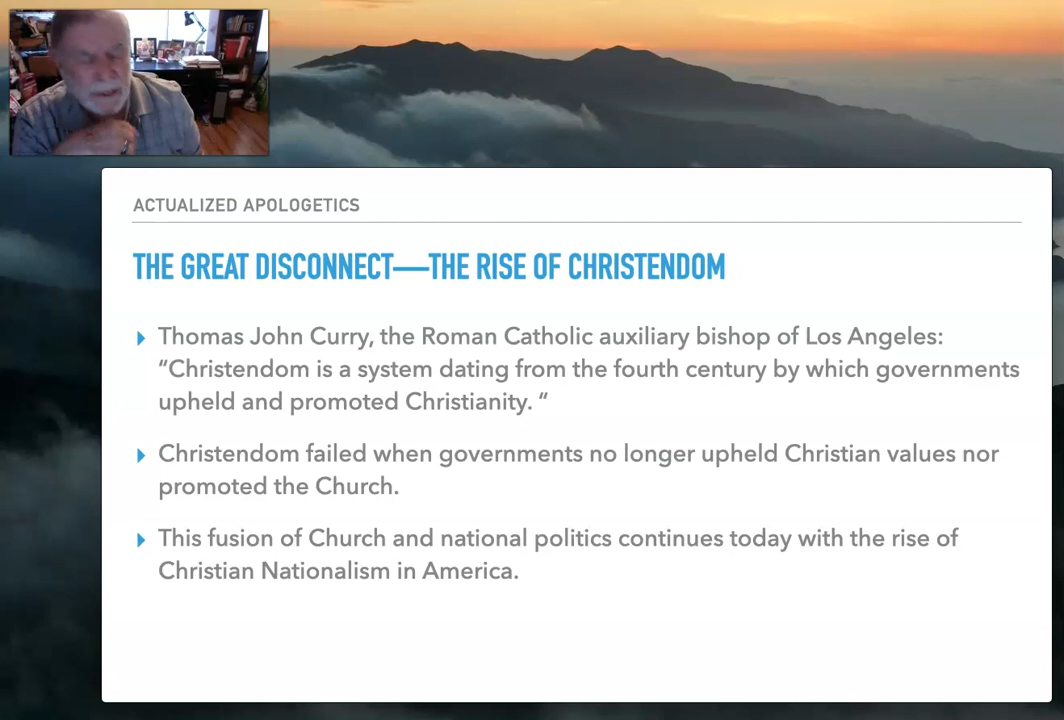 ACTUALIZED APOLOGETICS
THE GREAT DISCONNECT—THE RISE OF CHRISTENDOM
Thomas John Curry, the Roman Catholic auxiliary bishop of Los Angeles:
“Christendom is a system dating from the fourth century by which governments
upheld and promoted Christianity. “
Christendom failed when governments no longer upheld Christian values nor
promoted the Church.
This fusion of Church and national politics continues today with the rise of
Christian Nationalism in America.